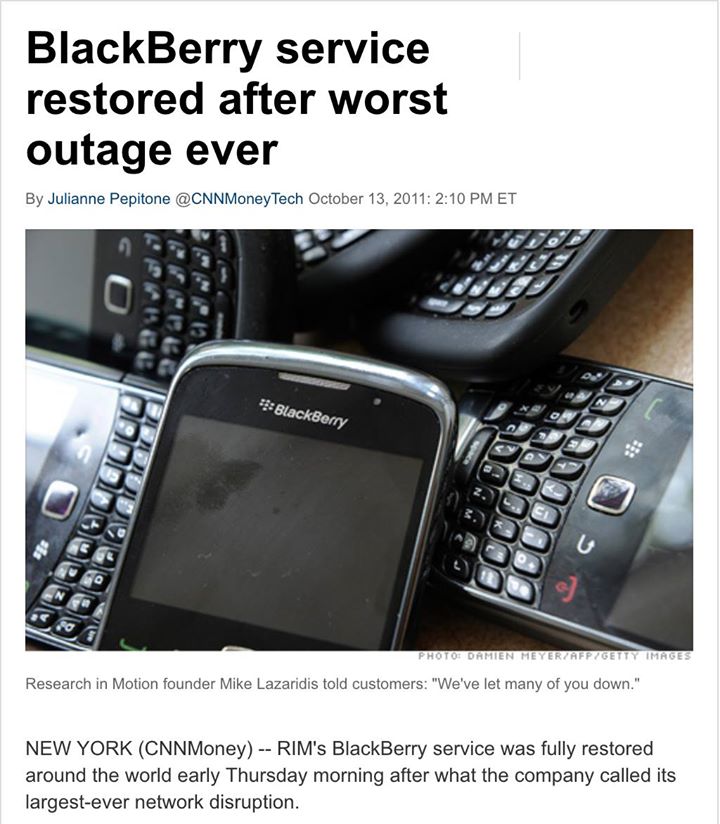 BlackBerry service
restored after worst
outage ever
By Julianne Pepitone @CNNMoneyTech October 13, 2011: 2:10 PM ET
BlackBerry
PHOTO: DAMIEN MEYER/AFP/GETTY IMAGES
Research in Motion founder Mike Lazaridis told customers: "We've let many of you down."
NEW YORK (CNNMoney) -- RIM's BlackBerry service was fully restored
around the world early Thursday morning after what the company called its
largest-ever network disruption.